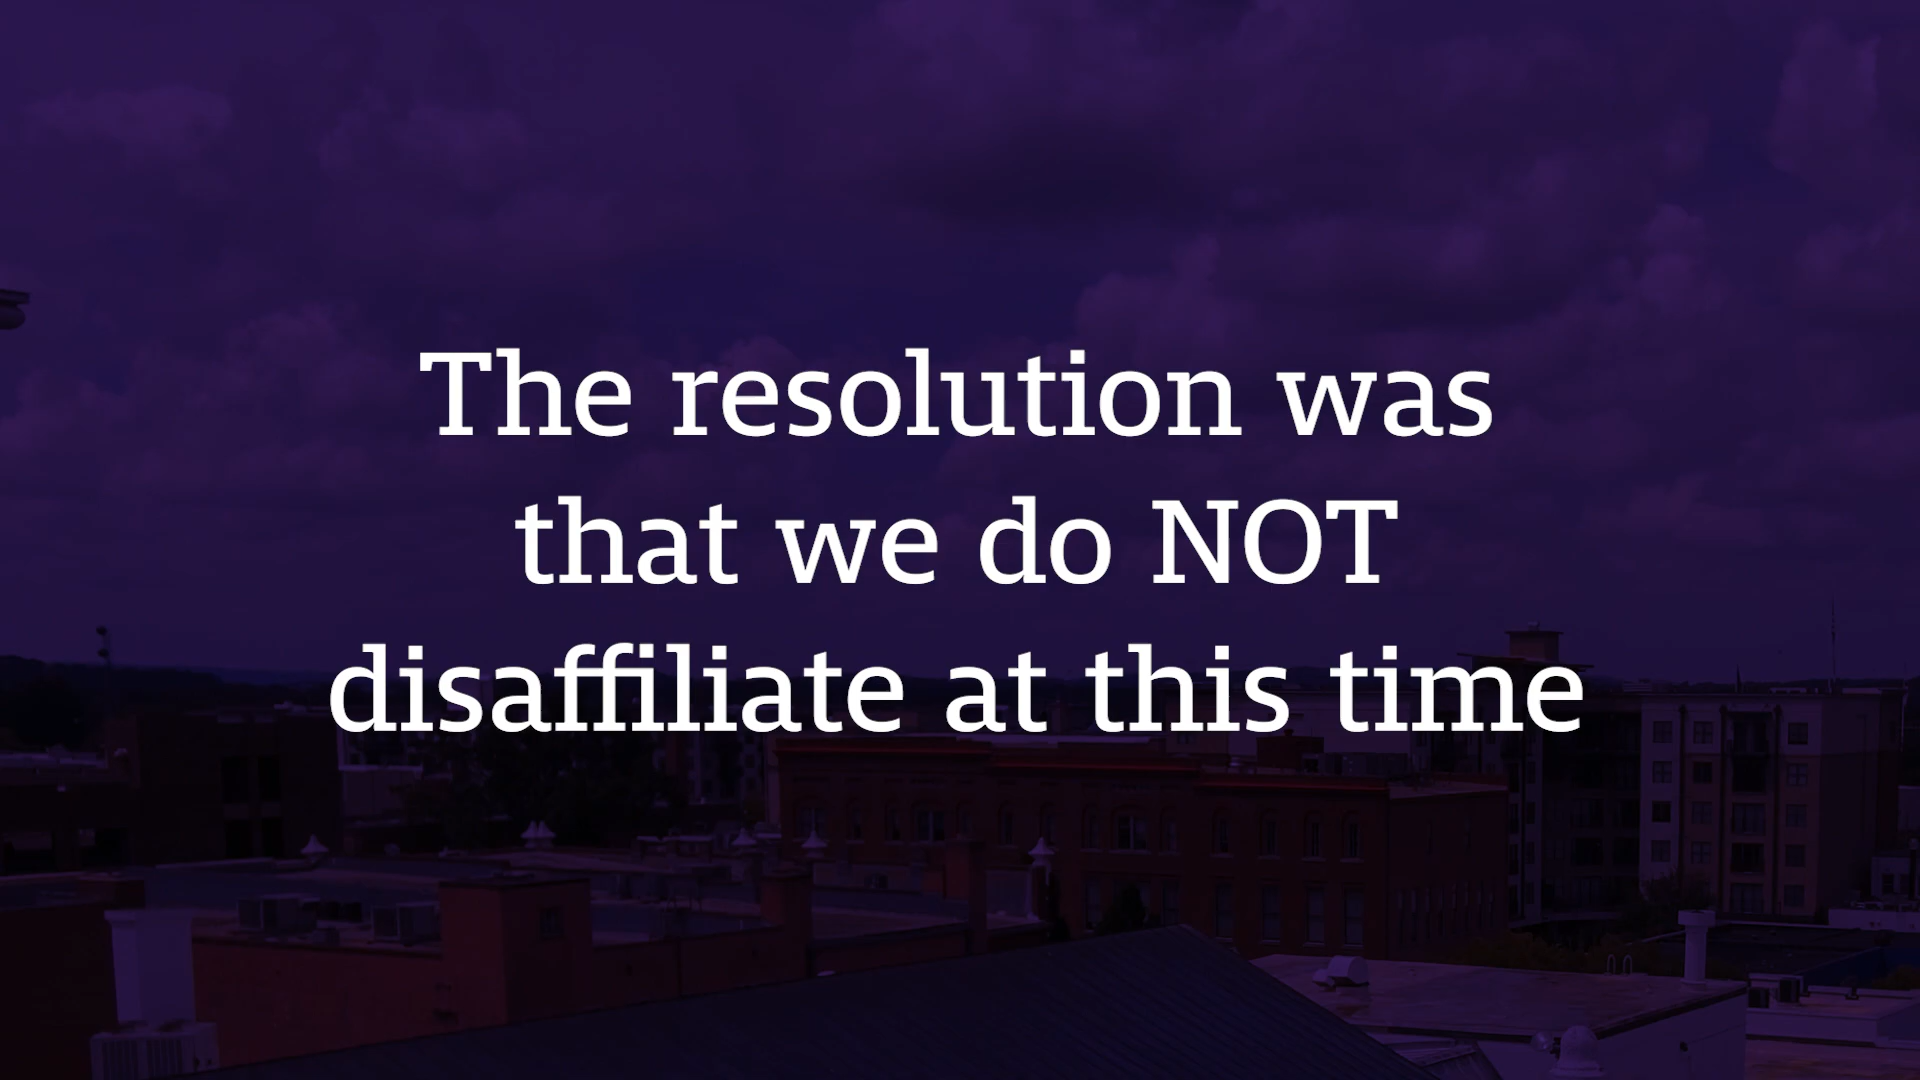 The resolution was
that we do NOT
disaffiliate at this time